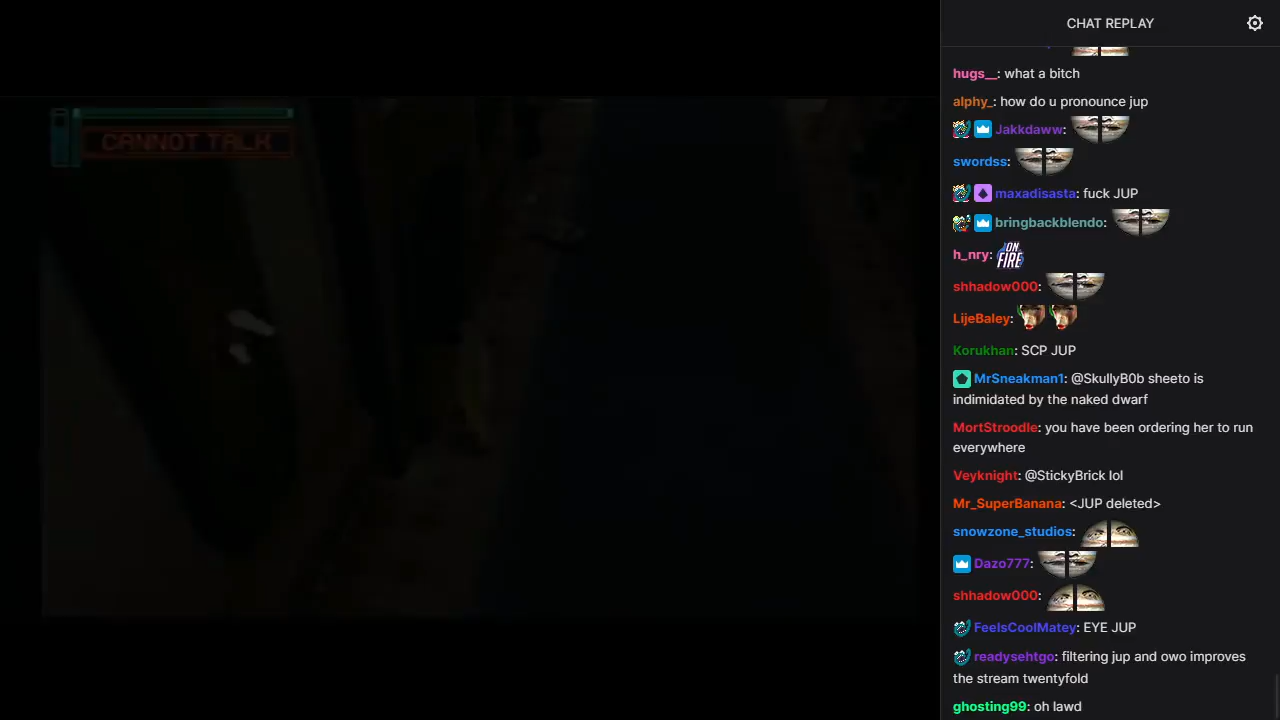 CHAT REPLAY
CANNOT TALK
hugs__: what a bitch
alphy_: how do u pronounce jup
Jakkdaww:
swordss:
maxadisasta: fuck JUP
bringbackblendo:
h_nry: ON FIRE
shhadow000:
LijeBaley:
Korukhan: SCP JUP
MrSneakman1: @SkullyB0b sheeto is
indimidated by the naked dwarf
MortStroodle: you have been ordering her to run
everywhere
Veyknight: @StickyBrick lol
Mr_SuperBanana: <JUP deleted>
snowzone_studios:
Dazo777:
shhadow000:
FeelsCoolMatey: EYE JUP
readysehtgo: filtering jup and owo improves
the stream twentyfold
ghosting99: oh lawd